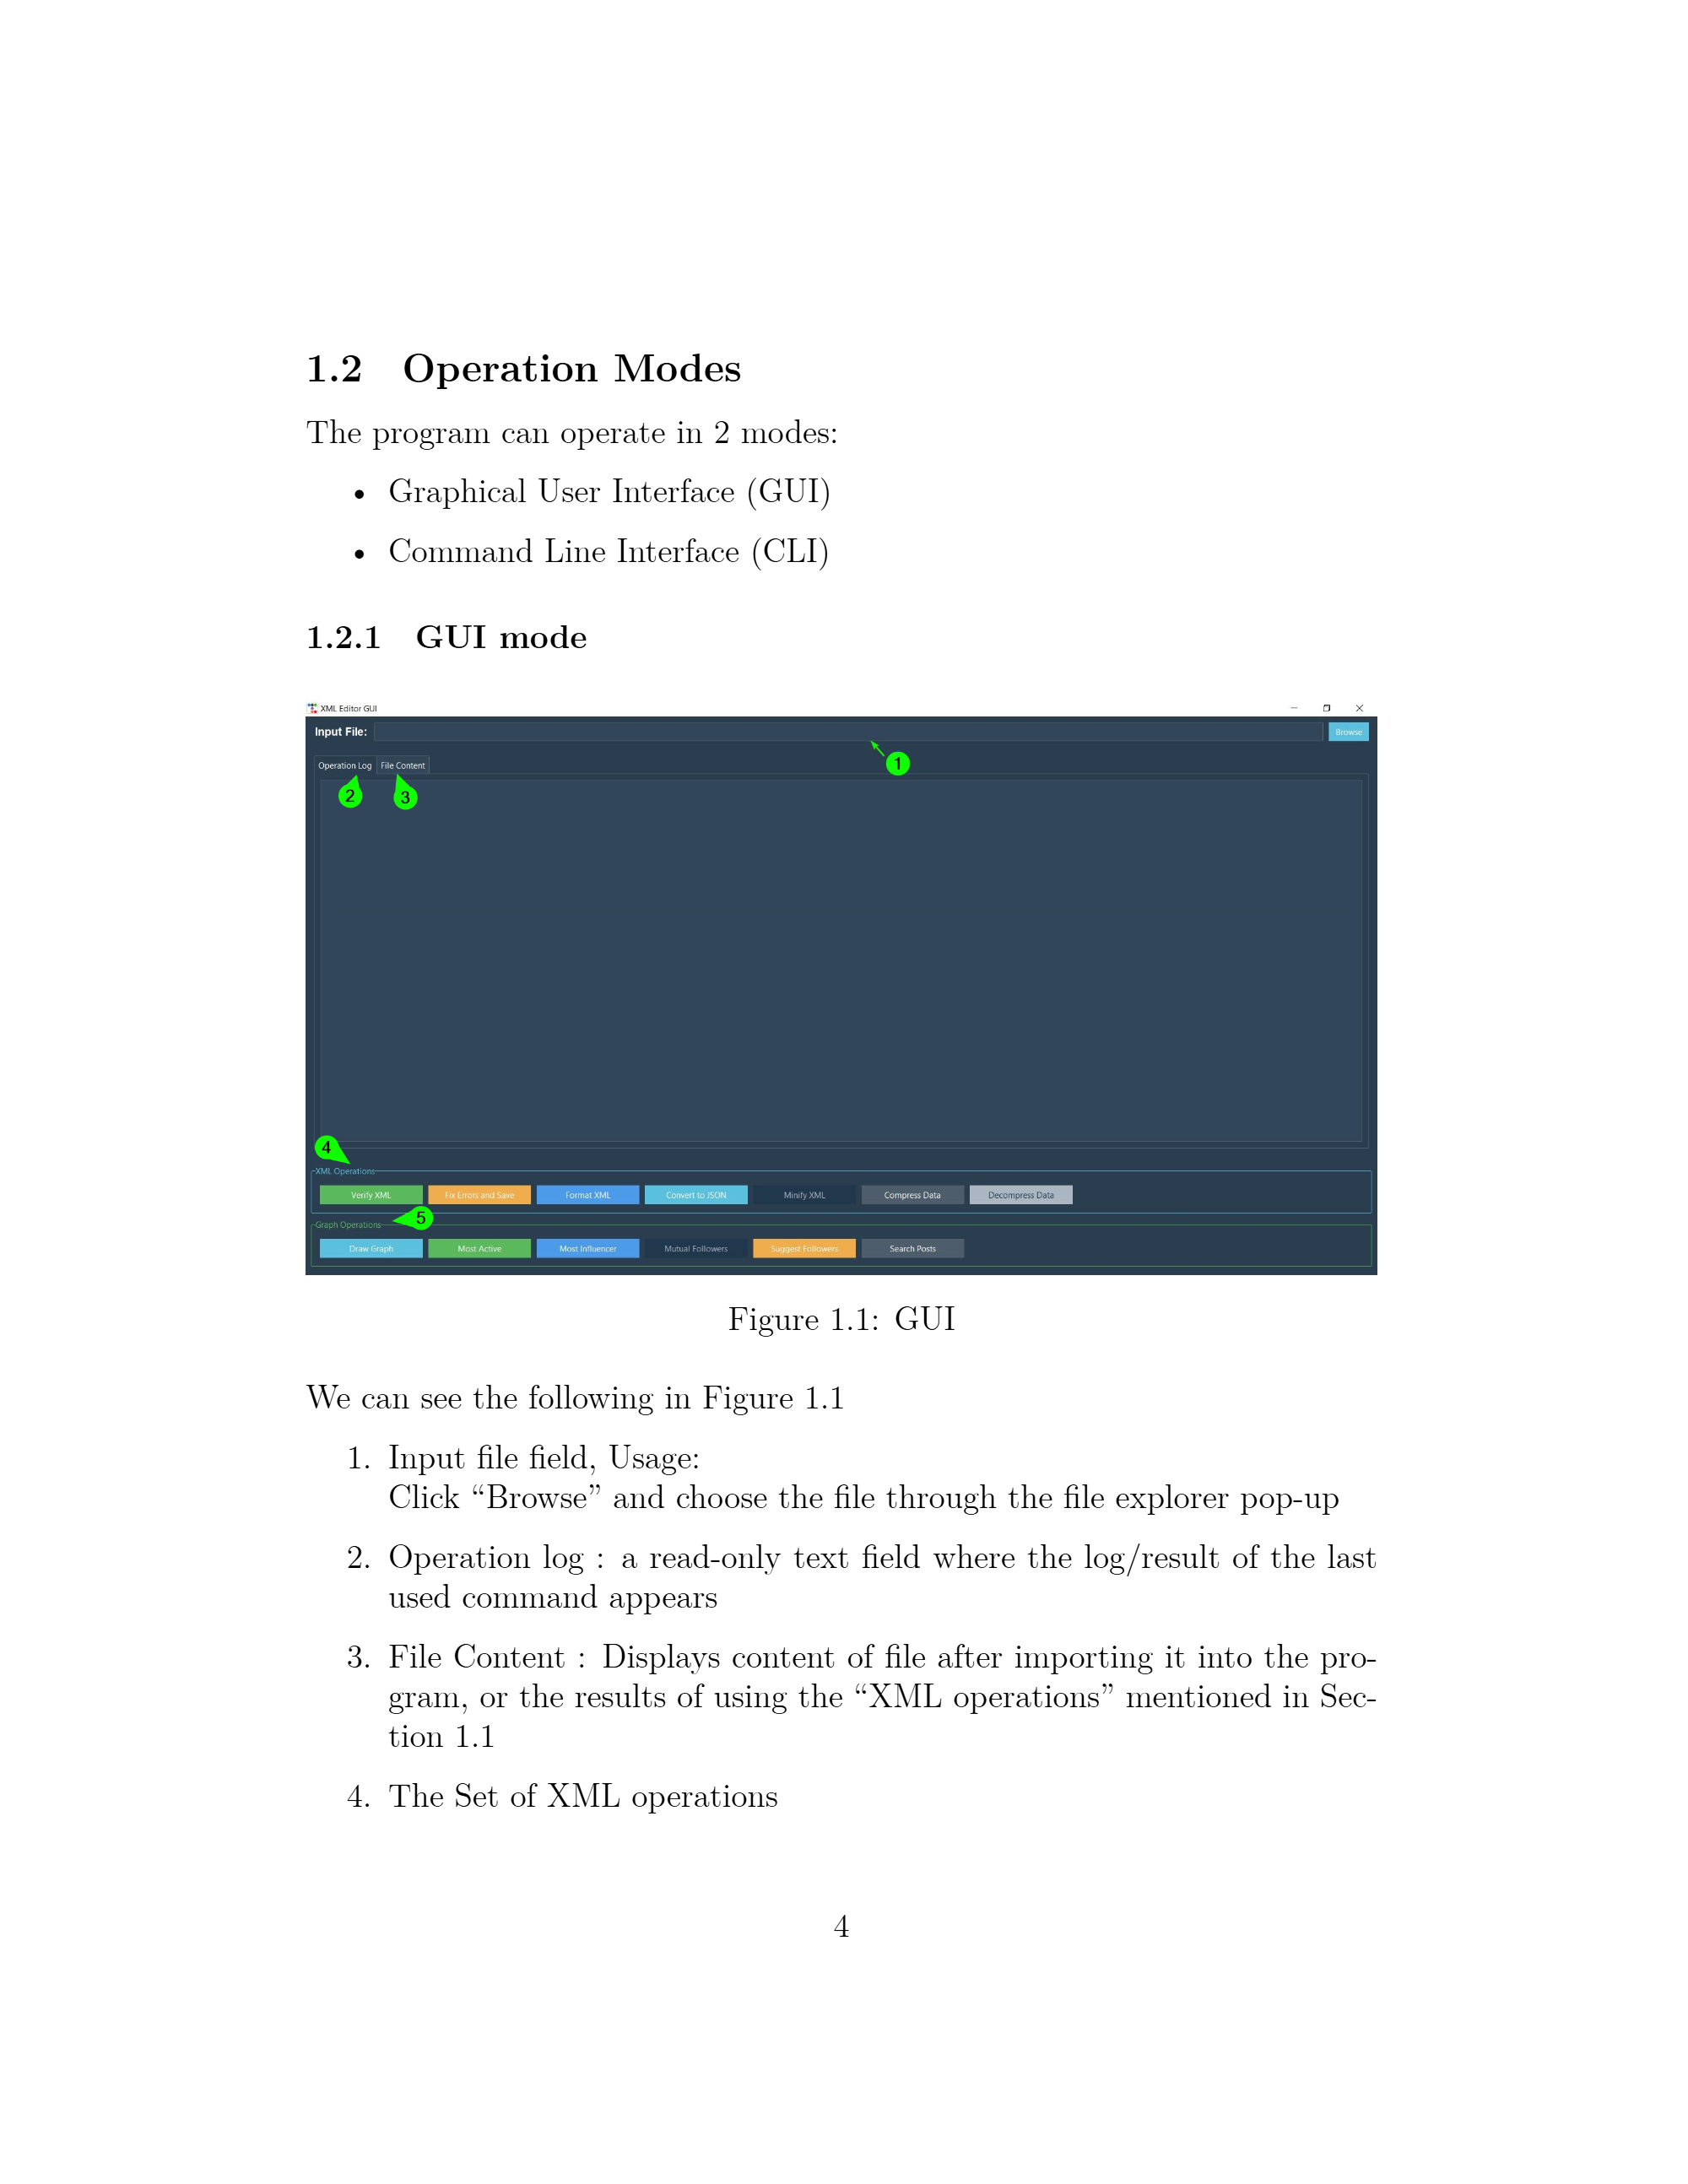 1.2 Operation Modes
The program can operate in 2 modes:
• Graphical User Interface (GUI)
• Command Line Interface (CLI)
1.2.1 GUI mode
XML Editor GUI
Input File:
Browse
1
Operation Log File Content
2 3
4
XML Operations
Verify XML Fix Errors and Save Format XML Convert to JSON Minify XML Compress Data Decompress Data
5
Graph Operations
Draw Graph Most Active Most Influencer Mutual Followers Suggest Followers Search Posts
Figure 1.1: GUI
We can see the following in Figure 1.1
1. Input file field, Usage:
Click “Browse” and choose the file through the file explorer pop-up
2. Operation log : a read-only text field where the log/result of the last
used command appears
3. File Content : Displays content of file after importing it into the pro-
gram, or the results of using the “XML operations” mentioned in Sec-
tion 1.1
4. The Set of XML operations
4